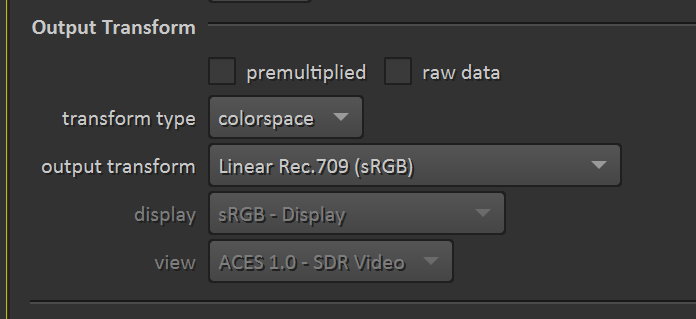 Output Transform
premultiplied raw data
transform type colorspace
output transform Linear Rec.709 (sRGB)
display sRGB - Display
view ACES 1.0 - SDR Video